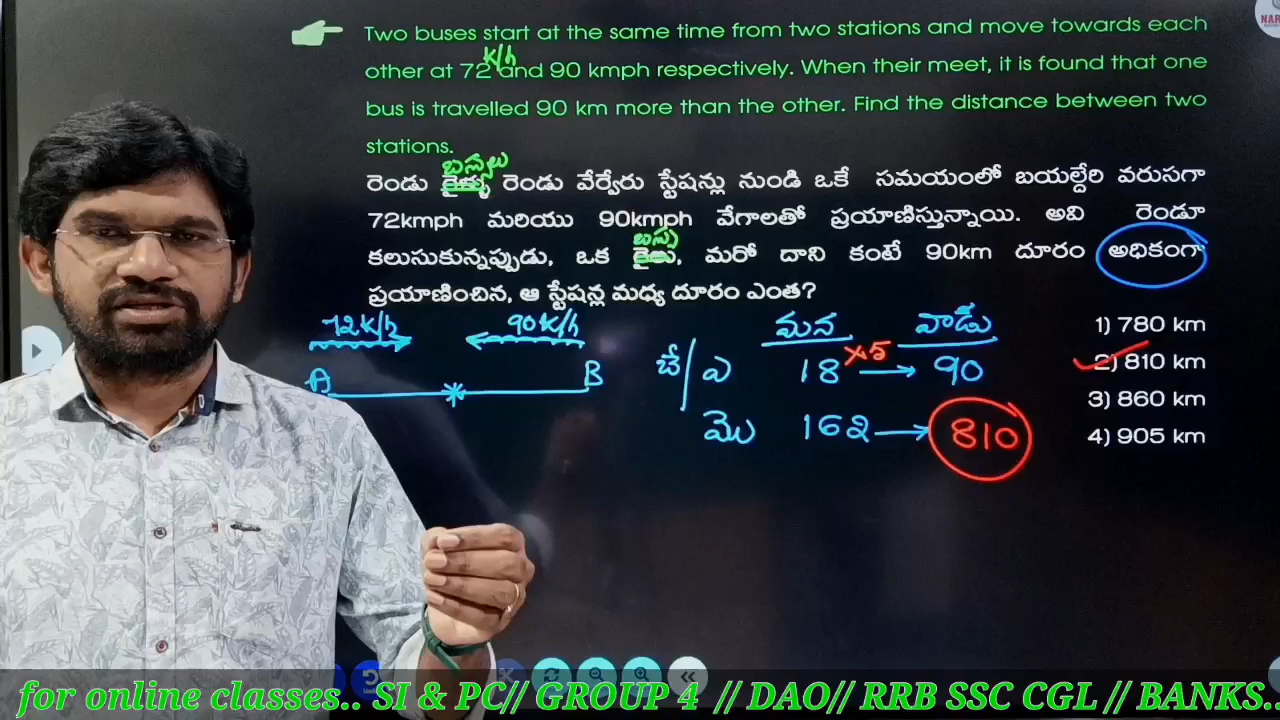 Two buses start at the same time from two stations and move towards each
K/h
other at 72 and 90 kmph respectively. When their meet, it is found that one
bus is travelled 90 km more than the other. Find the distance between two
stations.
బస్సులు
రెండు రైళ్ళు రెండు వేర్వేరు స్టేషన్లు నుండి ఒకే సమయంలో బయల్దేరి వరుసగా
72kmph మరియు 90kmph వేగాలతో ప్రయాణిస్తున్నాయి. అవి రెండూ
బస్సు
కలుసుకున్నప్పుడు, ఒక రైలు, మరో దాని కంటే 90km దూరం అధికంగా
ప్రయాణించిన, ఆ స్టేషన్ల మధ్య దూరం ఎంత?
72K/h 90K/h
A B
మన వాడు
బే/ఎ 18 ×5 → 90
మొ 162 → 810
1) 780 km
2) 810 km
3) 860 km
4) 905 km
NAR
for online classes.. SI & PC// GROUP 4 // DAO// RRB SSC CGL // BANKS..